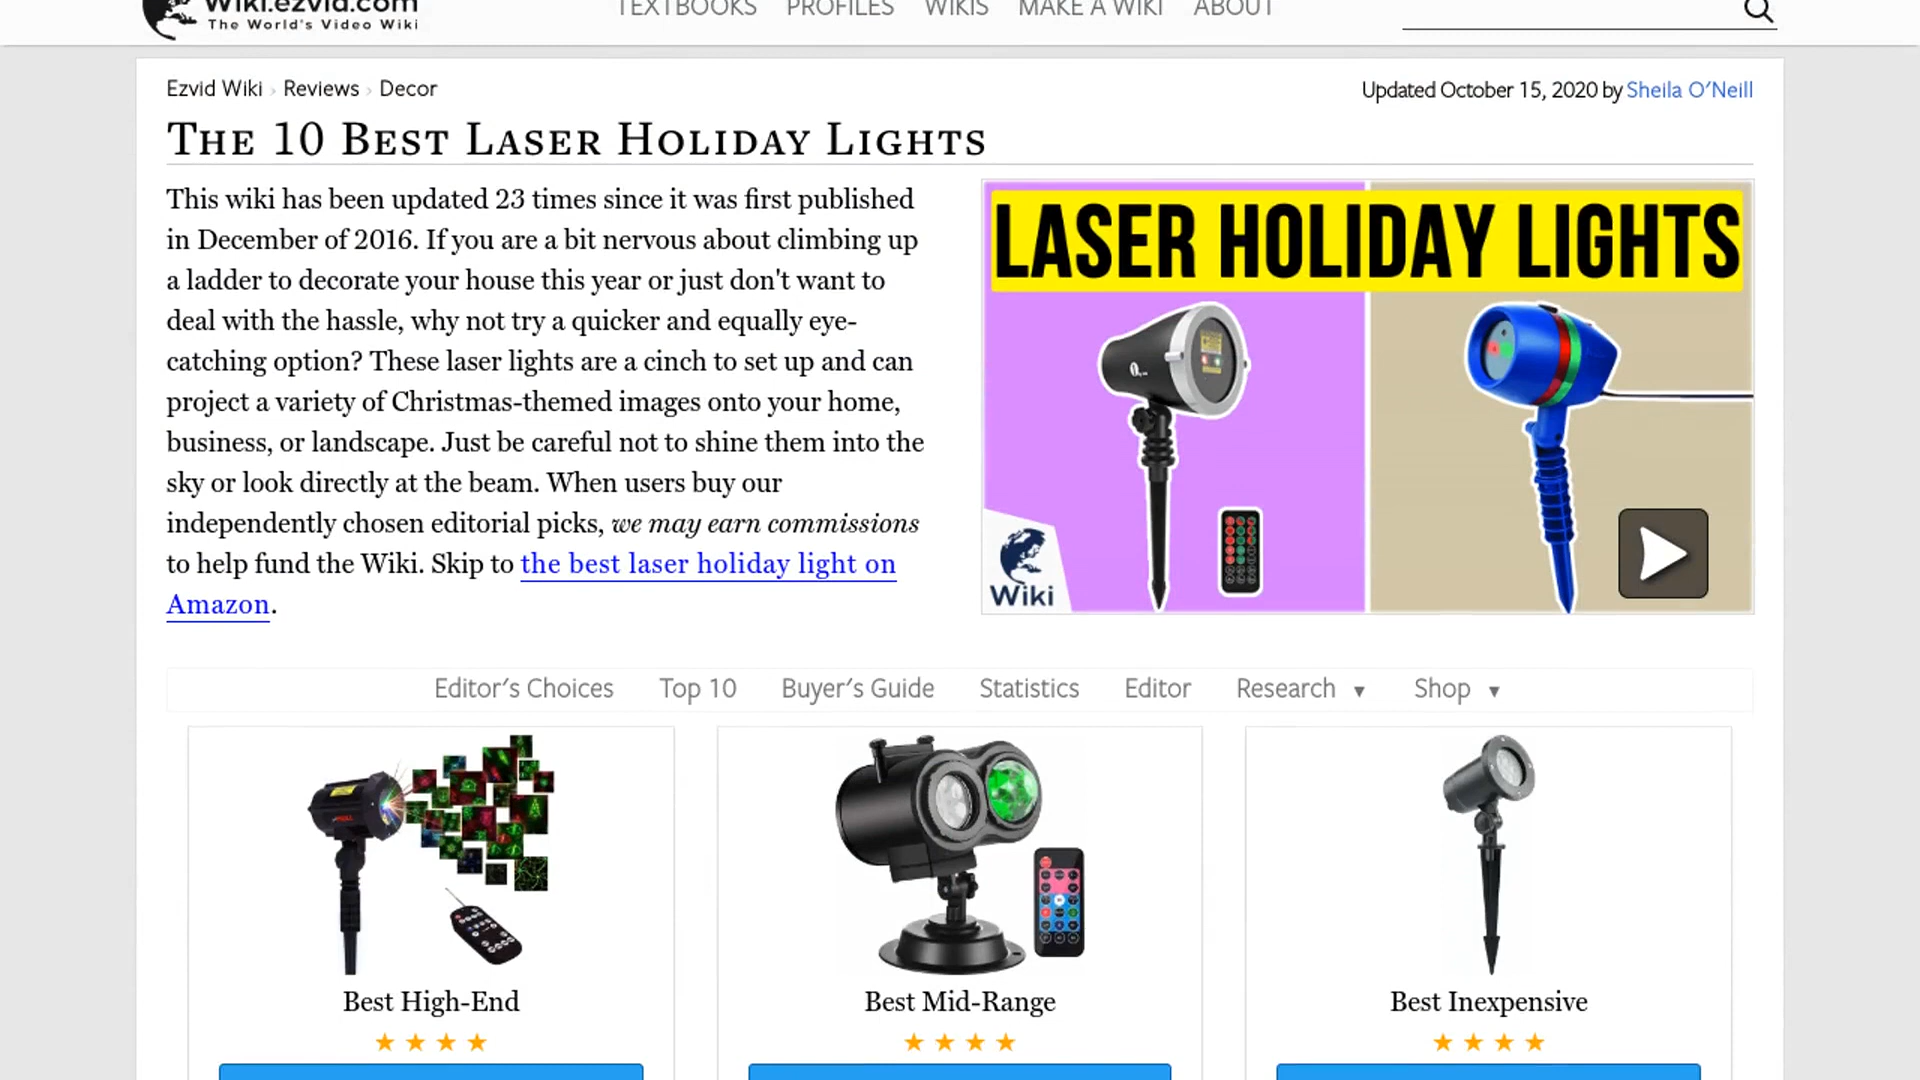 Wiki.ezvid.com
The World's Video Wiki
TEXTBOOKS PROFILES WIKIS MAKE A WIKI ABOUT
Ezvid Wiki › Reviews › Decor
Updated October 15, 2020 by Sheila O'Neill
The 10 Best Laser Holiday Lights
This wiki has been updated 23 times since it was first published
in December of 2016. If you are a bit nervous about climbing up
a ladder to decorate your house this year or just don't want to
deal with the hassle, why not try a quicker and equally eye-
catching option? These laser lights are a cinch to set up and can
project a variety of Christmas-themed images onto your home,
business, or landscape. Just be careful not to shine them into the
sky or look directly at the beam. When users buy our
independently chosen editorial picks, we may earn commissions
to help fund the Wiki. Skip to the best laser holiday light on
Amazon.
LASER HOLIDAY LIGHTS
Wiki
Editor's Choices Top 10 Buyer's Guide Statistics Editor Research ▼ Shop ▼
Best High-End
Best Mid-Range
Best Inexpensive